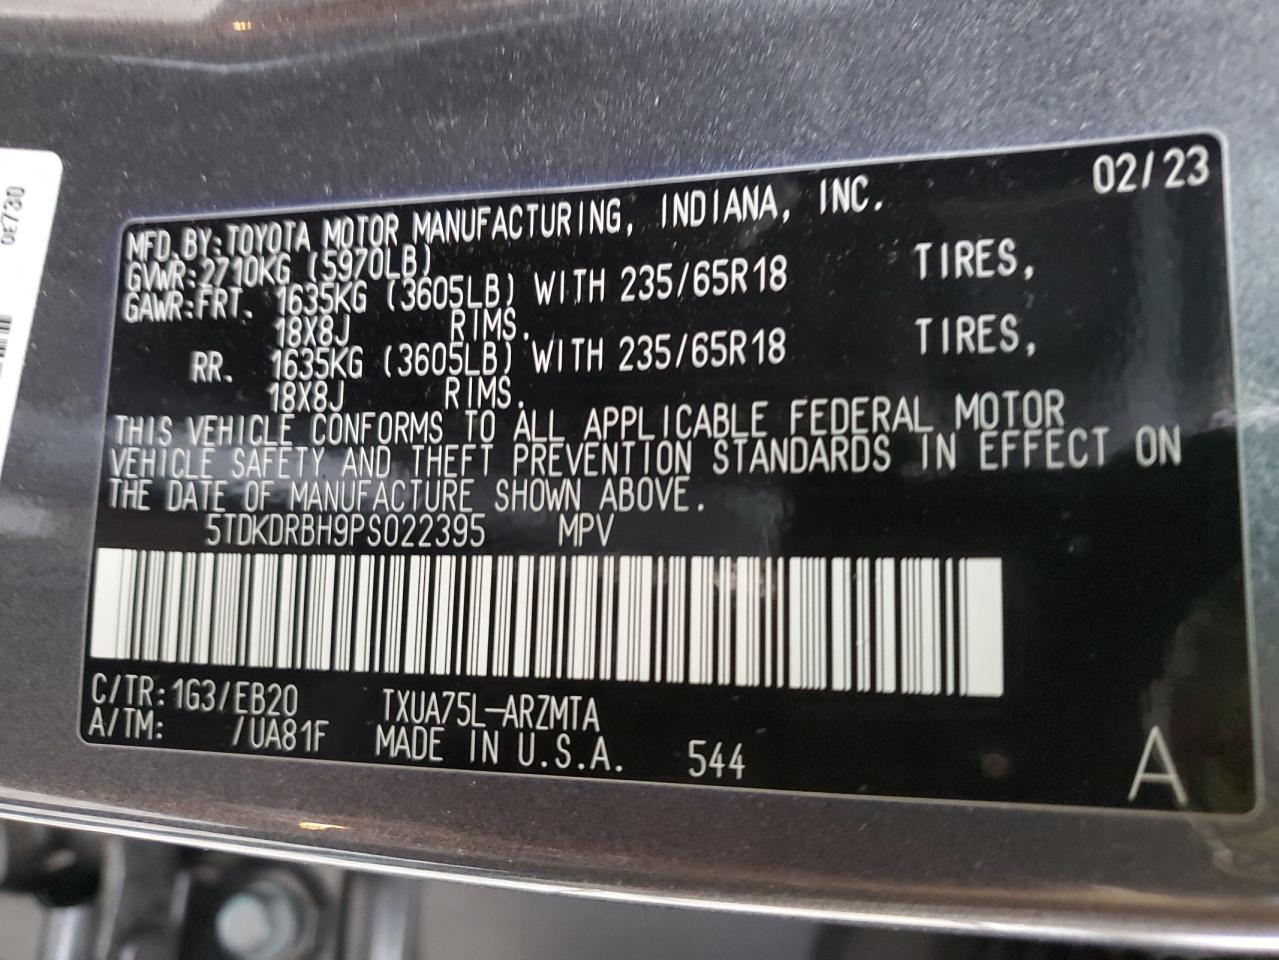 0E730
02/23
MFD.BY:TOYOTA MOTOR MANUFACTURING, INDIANA, INC.
GVWR:2710KG (5970LB)
GAWR:FRT. 1635KG (3605LB) WITH 235/65R18 TIRES,
18X8J RIMS.
RR. 1635KG (3605LB) WITH 235/65R18 TIRES,
18X8J RIMS.
THIS VEHICLE CONFORMS TO ALL APPLICABLE FEDERAL MOTOR
VEHICLE SAFETY AND THEFT PREVENTION STANDARDS IN EFFECT ON
THE DATE OF MANUFACTURE SHOWN ABOVE.
5TDKDRBH9PS022395 MPV
C/TR:1G3/EB20 TXUA75L-ARZMTA
A/TM: /UA81F MADE IN U.S.A. 544
A